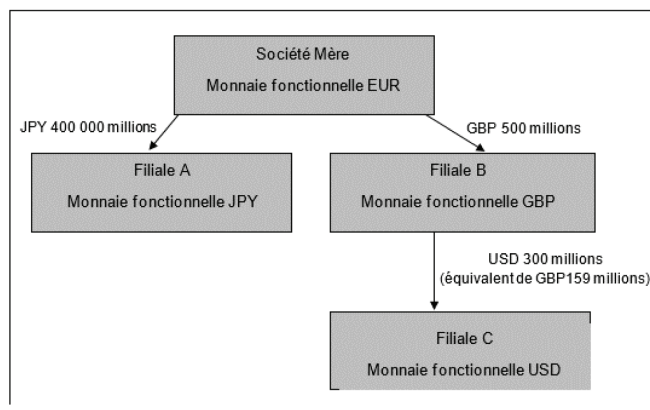 Société Mère
Monnaie fonctionnelle EUR
JPY 400 000 millions
GBP 500 millions
Filiale A
Monnaie fonctionnelle JPY
Filiale B
Monnaie fonctionnelle GBP
USD 300 millions
(équivalent de GBP159 millions)
Filiale C
Monnaie fonctionnelle USD